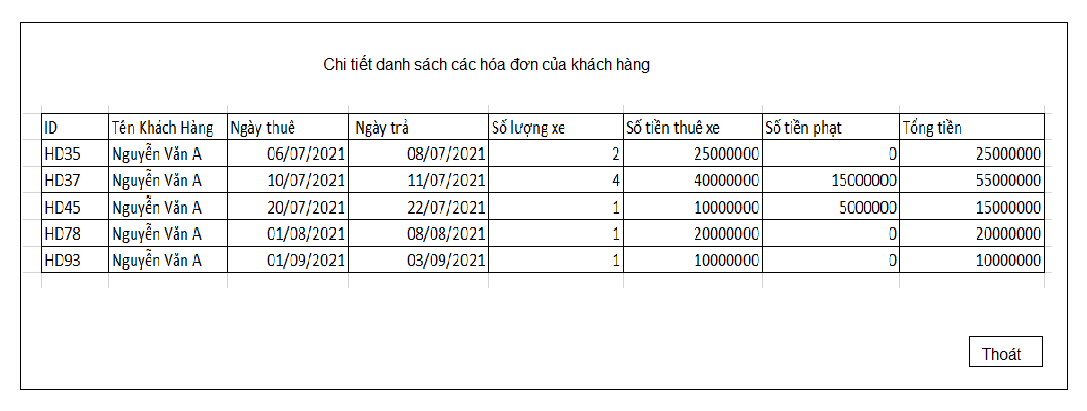 Chi tiết danh sách các hóa đơn của khách hàng
ID Tên Khách Hàng Ngày thuê Ngày trả Số lượng xe Số tiền thuê xe Số tiền phạt Tổng tiền
HD35 Nguyễn Văn A 06/07/2021 08/07/2021 2 25000000 0 25000000
HD37 Nguyễn Văn A 10/07/2021 11/07/2021 4 40000000 15000000 55000000
HD45 Nguyễn Văn A 20/07/2021 22/07/2021 1 10000000 5000000 15000000
HD78 Nguyễn Văn A 01/08/2021 08/08/2021 1 20000000 0 20000000
HD93 Nguyễn Văn A 01/09/2021 03/09/2021 1 10000000 0 10000000
Thoát